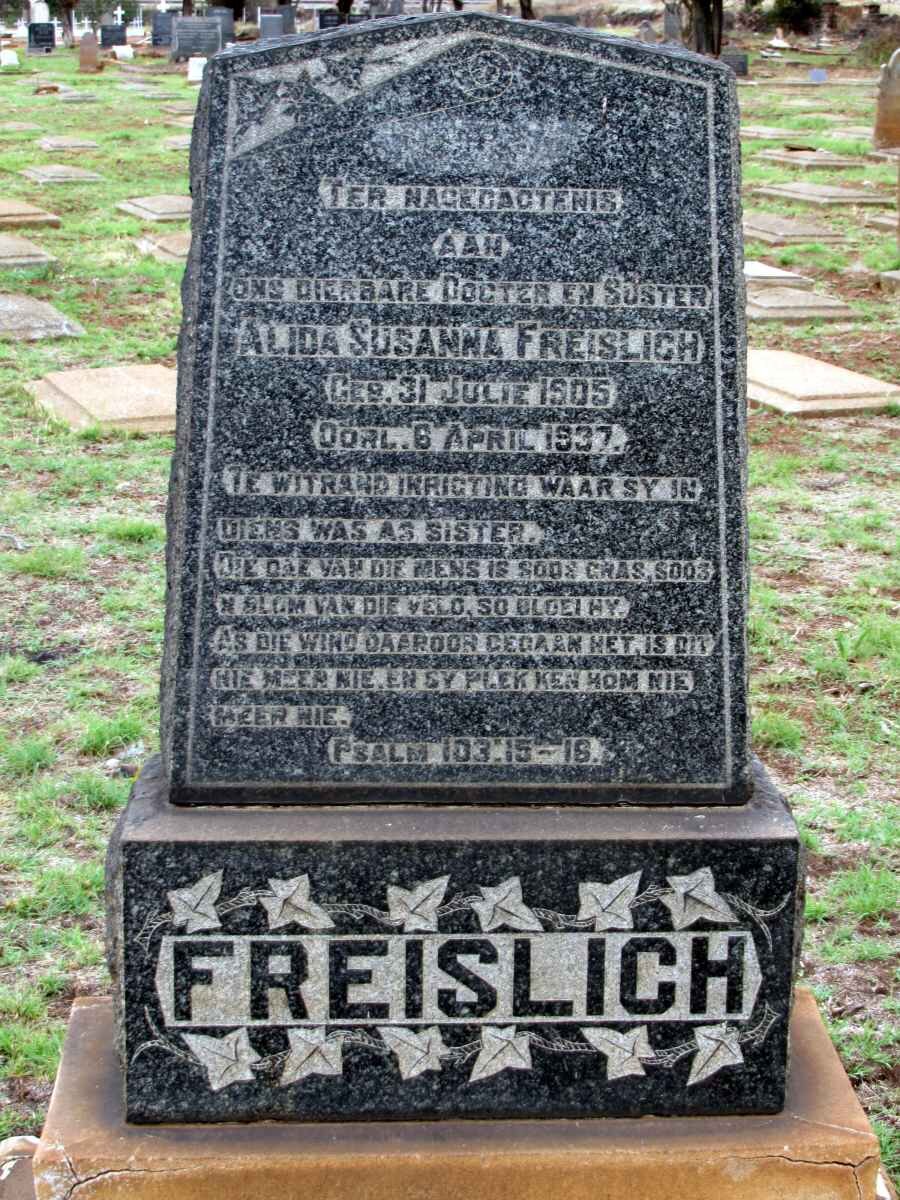 TER NAGEDAGTENIS
AAN
ONS DIERBARE DOGTER EN SUSTER
ALIDA SUSANNA FREISLICH
GEB. 31 JULIE 1905
OORL. 6 APRIL 1937.
TE WITRAND INRIGTING WAAR SY IN
DIENS WAS AS SISTER.
DIE DAE VAN DIE MENS IS SOOS GRAS, SOOS
'N BLOM VAN DIE VELD, SO BLOEI HY.
AS DIE WIND DAAROOR GEGAAN HET, IS DIT
NIE MEER NIE, EN SY PLEK KEN HOM NIE
MEER NIE.
PSALM 103:15-16.
FREISLICH